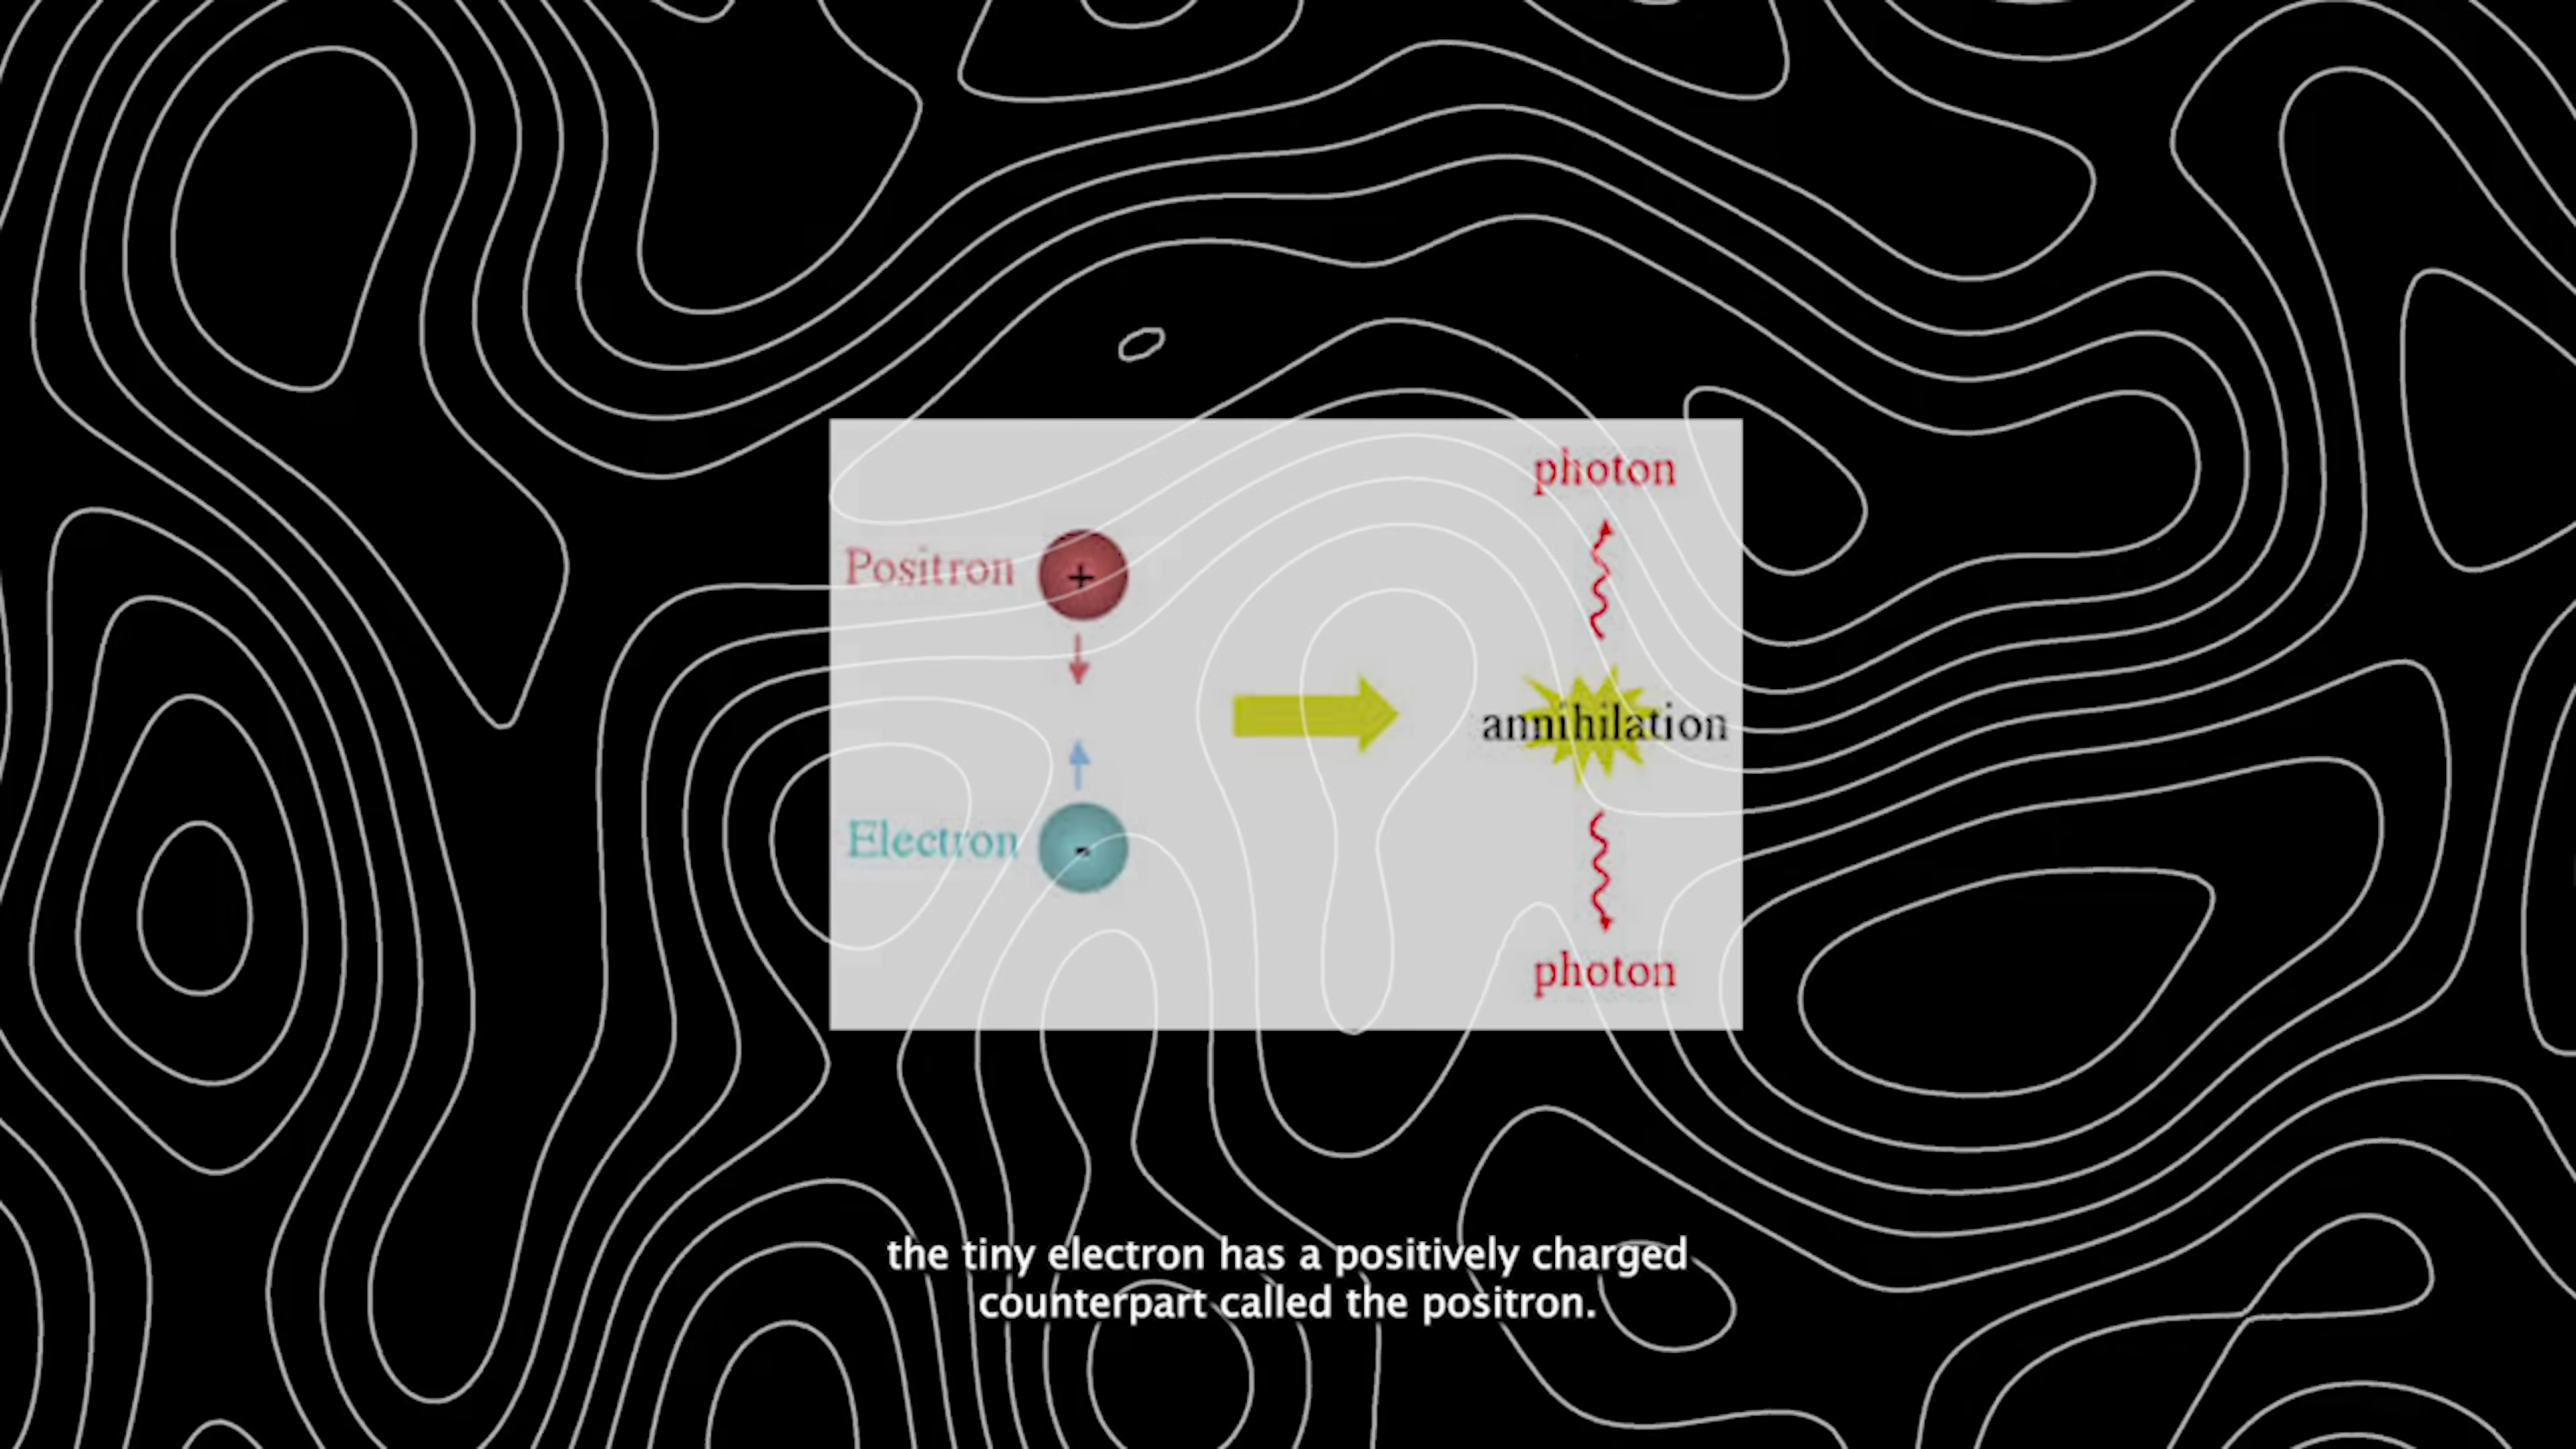 photon
Positron +
annihilation
Electron -
photon
the tiny electron has a positively charged
counterpart called the positron.